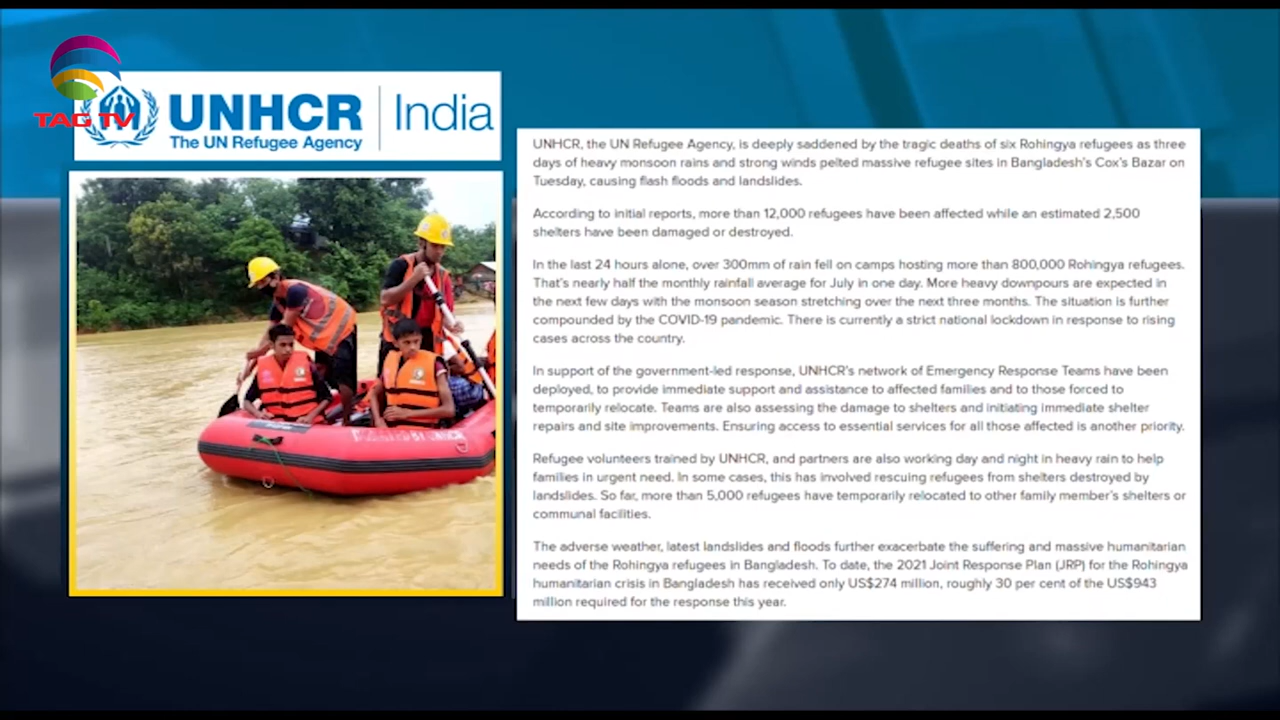 TAG TV
UNHCR
The UN Refugee Agency
India
UNHCR, the UN Refugee Agency, is deeply saddened by the tragic deaths of six Rohingya refugees as three
days of heavy monsoon rains and strong winds pelted massive refugee sites in Bangladesh's Cox's Bazar on
Tuesday, causing flash floods and landslides.
According to initial reports, more than 12,000 refugees have been affected while an estimated 2,500
shelters have been damaged or destroyed.
In the last 24 hours alone, over 300mm of rain fell on camps hosting more than 800,000 Rohingya refugees.
That's nearly half the monthly rainfall average for July in one day. More heavy downpours are expected in
the next few days with the monsoon season stretching over the next three months. The situation is further
compounded by the COVID-19 pandemic. There is currently a strict national lockdown in response to rising
cases across the country.
In support of the government-led response, UNHCR's network of Emergency Response Teams have been
deployed, to provide immediate support and assistance to affected families and to those forced to
temporarily relocate. Teams are also assessing the damage to shelters and initiating immediate shelter
repairs and site improvements. Ensuring access to essential services for all those affected is another priority.
Refugee volunteers trained by UNHCR, and partners are also working day and night in heavy rain to help
families in urgent need. In some cases, this has involved rescuing refugees from shelters destroyed by
landslides. So far, more than 5,000 refugees have temporarily relocated to other family member's shelters or
communal facilities.
The adverse weather, latest landslides and floods further exacerbate the suffering and massive humanitarian
needs of the Rohingya refugees in Bangladesh. To date, the 2021 Joint Response Plan (JRP) for the Rohingya
humanitarian crisis in Bangladesh has received only US$274 million, roughly 30 per cent of the US$943
million required for the response this year.